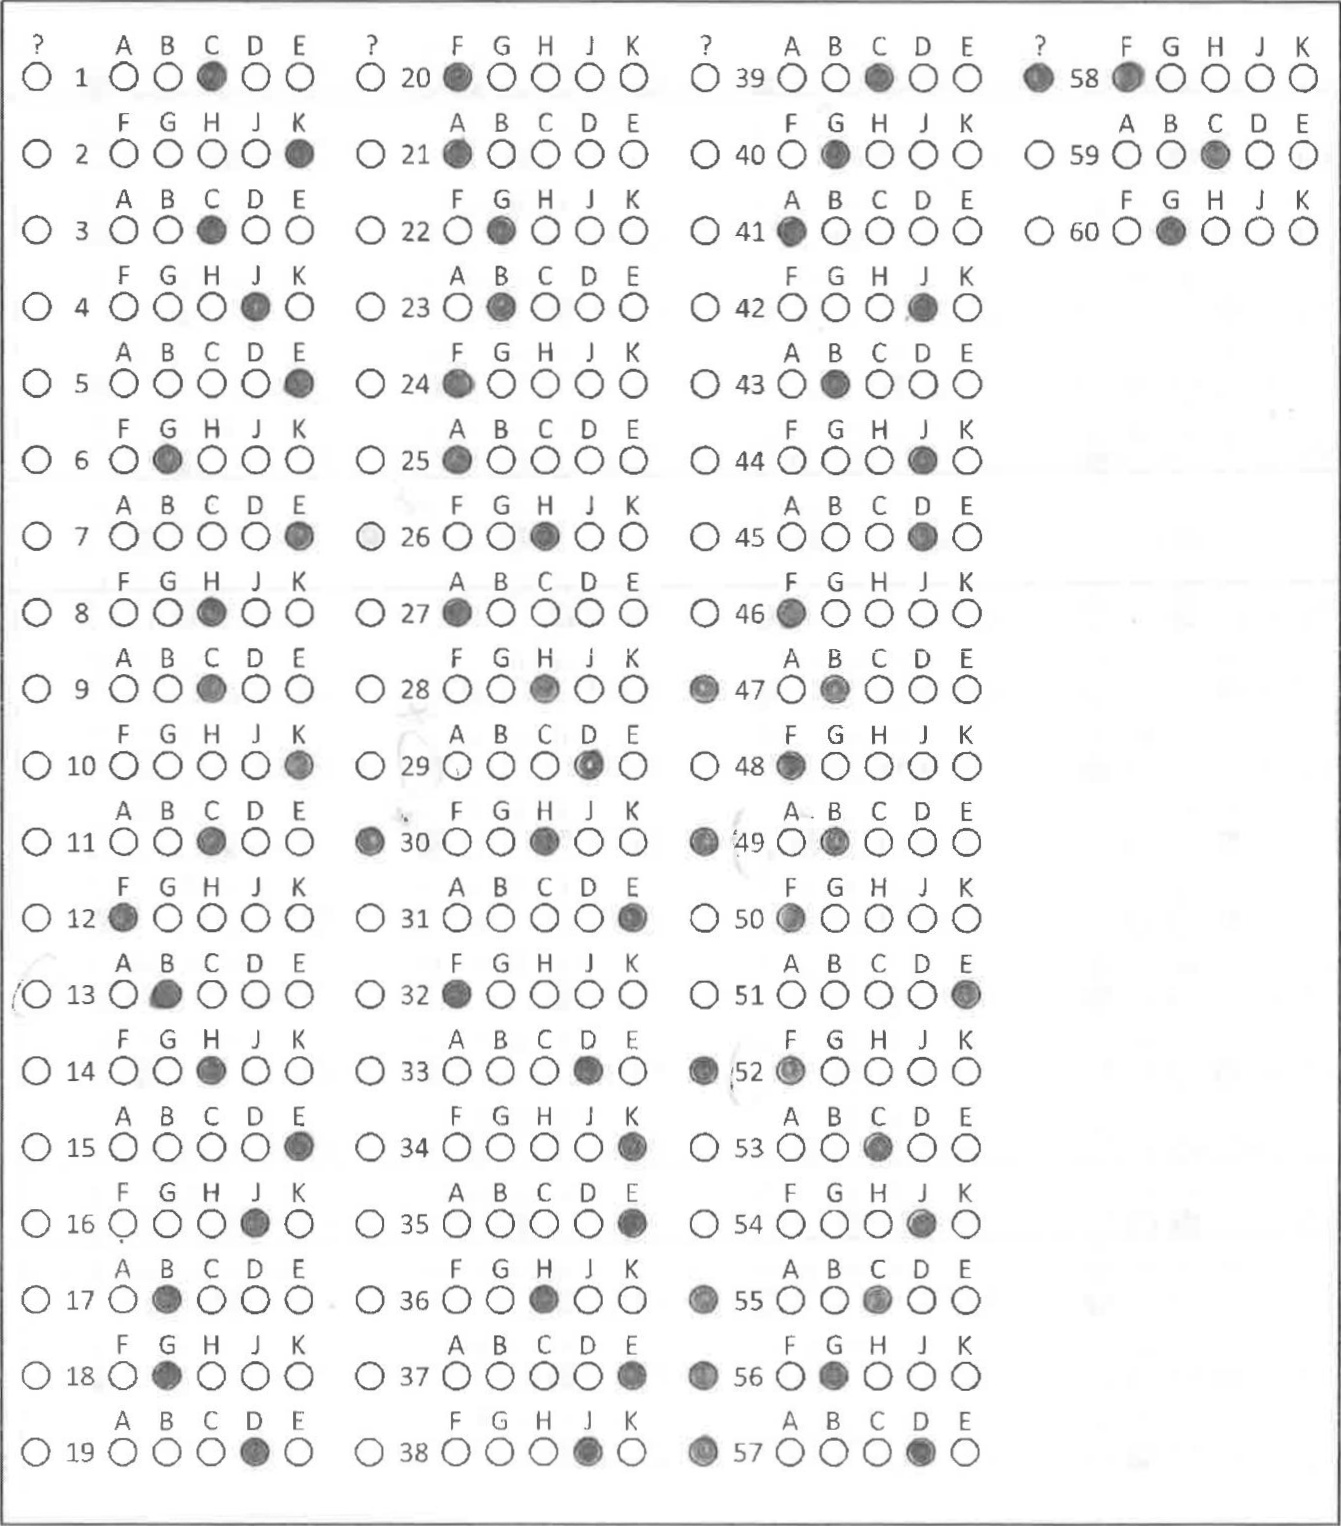 ? A B C D E ? F G H J K ? A B C D E ? F G H J K
1 20 39 58
F G H J K A B C D E F G H J K A B C D E
2 21 40 59
A B C D E F G H J K A B C D E F G H J K
3 22 41 60
F G H J K A B C D E F G H J K
4 23 42
A B C D E F G H J K A B C D E
5 24 43
F G H J K A B C D E F G H J K
6 25 44
A B C D E F G H J K A B C D E
7 26 45
F G H J K A B C D E F G H J K
8 27 46
A B C D E F G H J K A B C D E
9 28 47
F G H J K A B C D E F G H J K
10 29 48
A B C D E F G H J K A B C D E
11 30 49
F G H J K A B C D E F G H J K
12 31 50
A B C D E F G H J K A B C D E
13 32 51
F G H J K A B C D E F G H J K
14 33 52
A B C D E F G H J K A B C D E
15 34 53
F G H J K A B C D E F G H J K
16 35 54
A B C D E F G H J K A B C D E
17 36 55
F G H J K A B C D E F G H J K
18 37 56
A B C D E F G H J K A B C D E
19 38 57